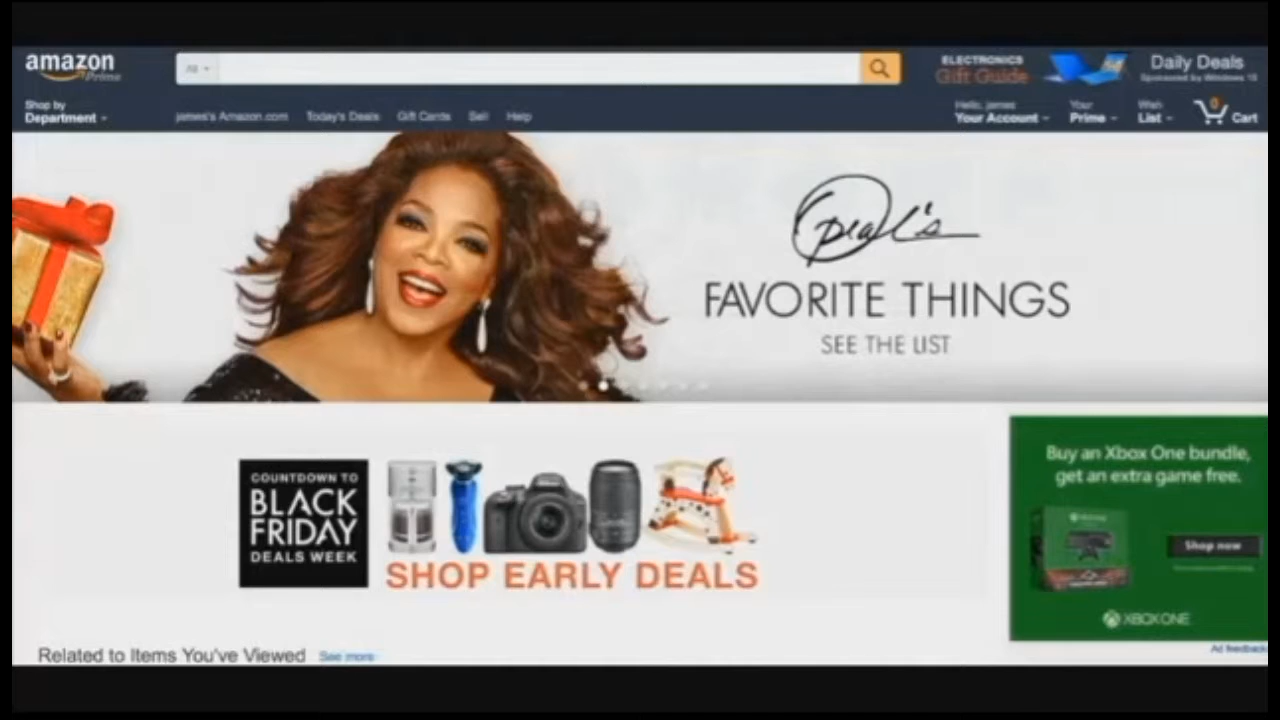 amazon
Prime
All
ELECTRONICS
Gift Guide
Daily Deals
Sponsored by Windows 10
Shop by
Department
james's Amazon.com Today's Deals Gift Cards Sell Help
Hello, james
Your Account
Your
Prime
Wish
List
0
Cart
Oprah's
FAVORITE THINGS
SEE THE LIST
COUNTDOWN TO
BLACK
FRIDAY
DEALS WEEK
SHOP EARLY DEALS
Buy an Xbox One bundle,
get an extra game free.
Shop now
XBOX ONE
Ad feedback
Related to Items You've Viewed See more